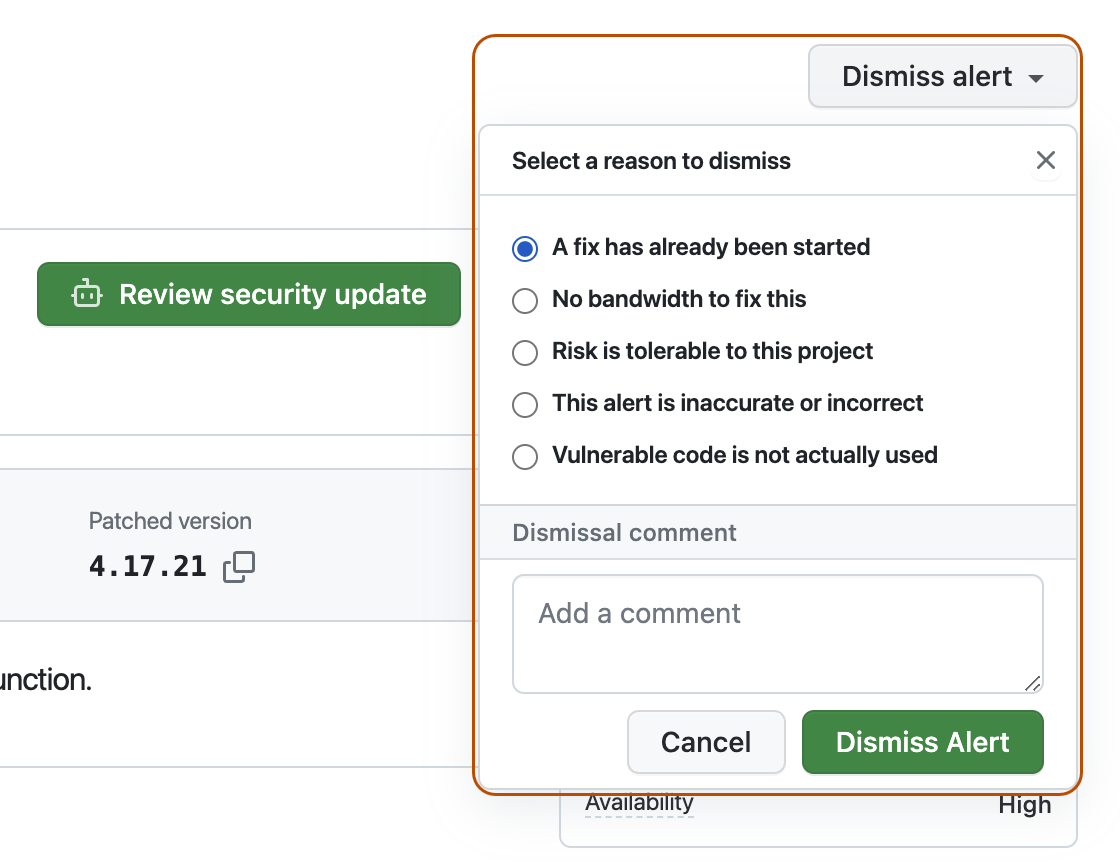 Dismiss alert
Select a reason to dismiss
A fix has already been started
No bandwidth to fix this
Risk is tolerable to this project
This alert is inaccurate or incorrect
Vulnerable code is not actually used
Dismissal comment
Add a comment
Cancel
Dismiss Alert
Review security update
Patched version
4.17.21
unction.
Availability
High